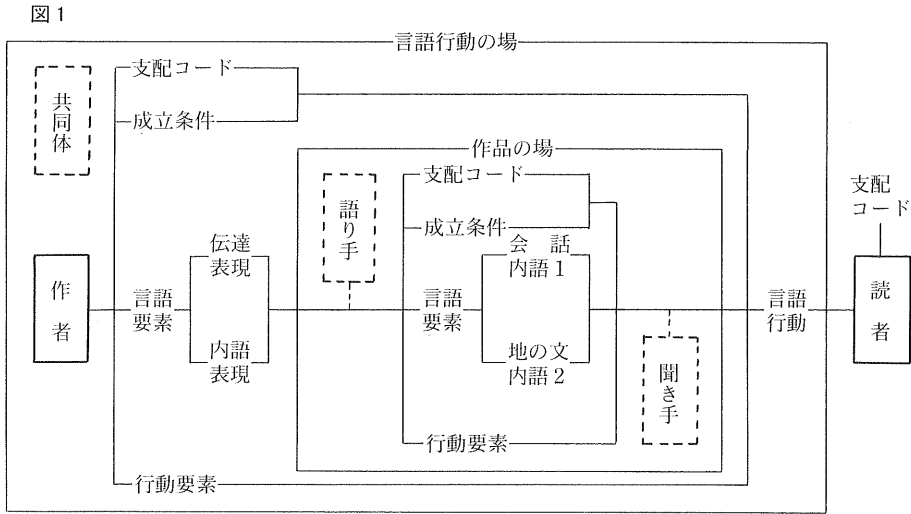 図1
言語行動の場
支配コード
共同体
成立条件
作品の場
支配コード
語り手
成立条件
支配
コード
伝達
表現
会　話
内語1
作者
言語
要素
言語
要素
言語
行動
読者
内語
表現
地の文
内語2
聞き手
行動要素
行動要素